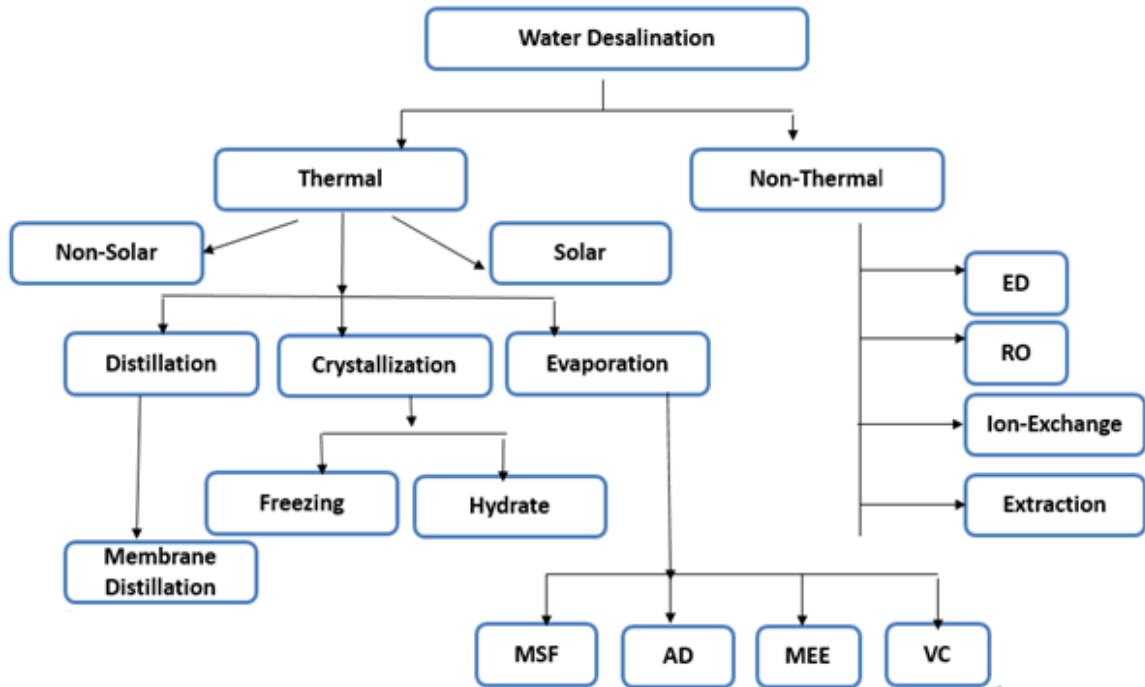 Water Desalination
Thermal
Non-Thermal
Non-Solar
Solar
ED
Distillation
Crystallization
Evaporation
RO
Ion-Exchange
Freezing
Hydrate
Extraction
Membrane
Distillation
MSF
AD
MEE
VC